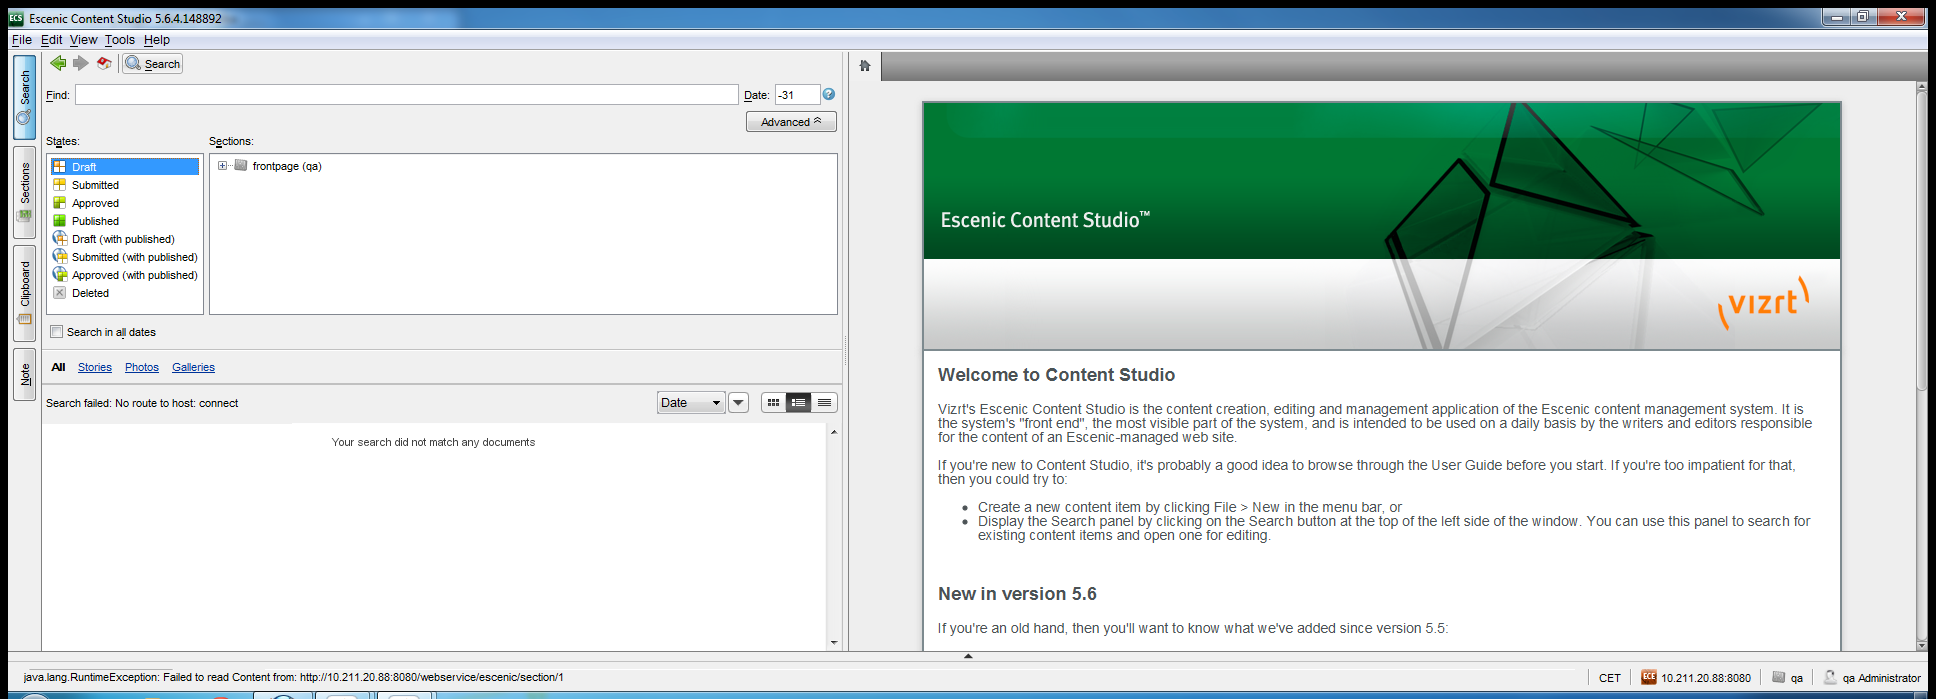 ECS Escenic Content Studio 5.6.4.148892
File Edit View Tools Help
Search
Find: Date: -31
Advanced
States: Sections:
Draft
Submitted
Approved
Published
Draft (with published)
Submitted (with published)
Approved (with published)
Deleted
frontpage (qa)
Search in all dates
All Stories Photos Galleries
Search failed: No route to host: connect Date
Your search did not match any documents
Search
Sections
Clipboard
Note
Escenic Content Studio™
vizrt
Welcome to Content Studio
Vizrt's Escenic Content Studio is the content creation, editing and management application of the Escenic content management system. It is
the system's "front end", the most visible part of the system, and is intended to be used on a daily basis by the writers and editors responsible
for the content of an Escenic-managed web site.
If you're new to Content Studio, it's probably a good idea to browse through the User Guide before you start. If you're too impatient for that,
then you could try to:
• Create a new content item by clicking File > New in the menu bar, or
• Display the Search panel by clicking on the Search button at the top of the left side of the window. You can use this panel to search for
existing content items and open one for editing.
New in version 5.6
If you're an old hand, then you'll want to know what we've added since version 5.5:
java.lang.RuntimeException: Failed to read Content from: http://10.211.20.88:8080/webservice/escenic/section/1
CET ECE 10.211.20.88:8080 qa qa Administrator